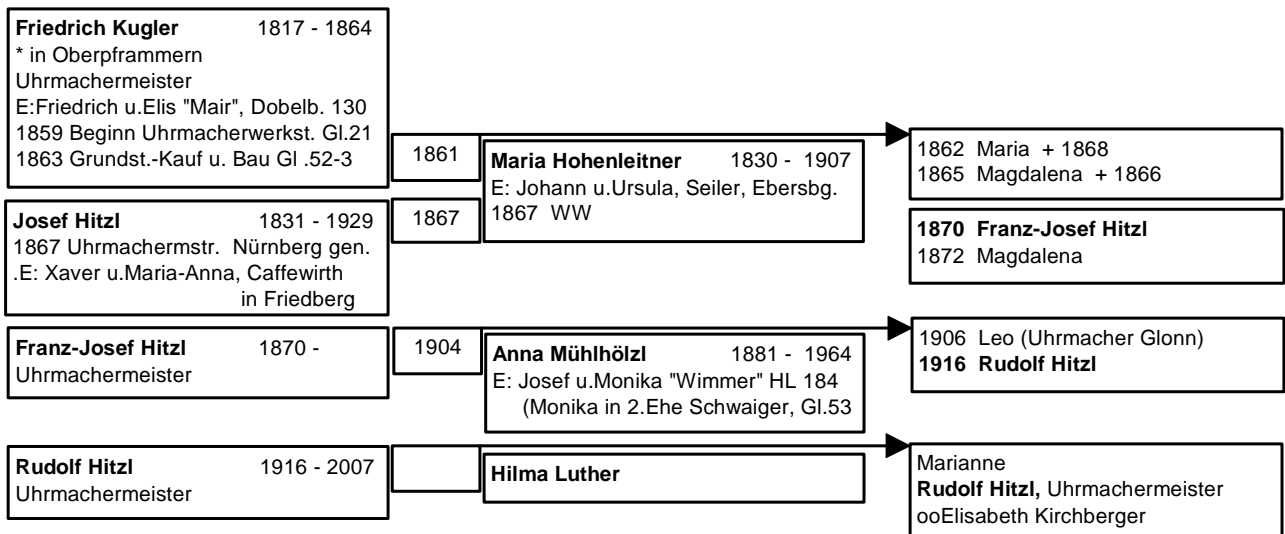 Friedrich Kugler 1817 - 1864
* in Oberpframmern
Uhrmachermeister
E:Friedrich u.Elis "Mair", Dobelb. 130
1859 Beginn Uhrmacherwerkst. Gl.21
1863 Grundst.-Kauf u. Bau Gl .52-3
1861
Maria Hohenleitner 1830 - 1907
E: Johann u.Ursula, Seiler, Ebersbg.
1867 WW
1862 Maria + 1868
1865 Magdalena + 1866
Josef Hitzl 1831 - 1929
1867 Uhrmachermstr. Nürnberg gen.
.E: Xaver u.Maria-Anna, Caffewirth
in Friedberg
1867
1870 Franz-Josef Hitzl
1872 Magdalena
Franz-Josef Hitzl 1870 -
Uhrmachermeister
1904
Anna Mühlhölzl 1881 - 1964
E: Josef u.Monika "Wimmer" HL 184
(Monika in 2.Ehe Schwaiger, Gl.53
1906 Leo (Uhrmacher Glonn)
1916 Rudolf Hitzl
Rudolf Hitzl 1916 - 2007
Uhrmachermeister
Hilma Luther
Marianne
Rudolf Hitzl, Uhrmachermeister
ooElisabeth Kirchberger